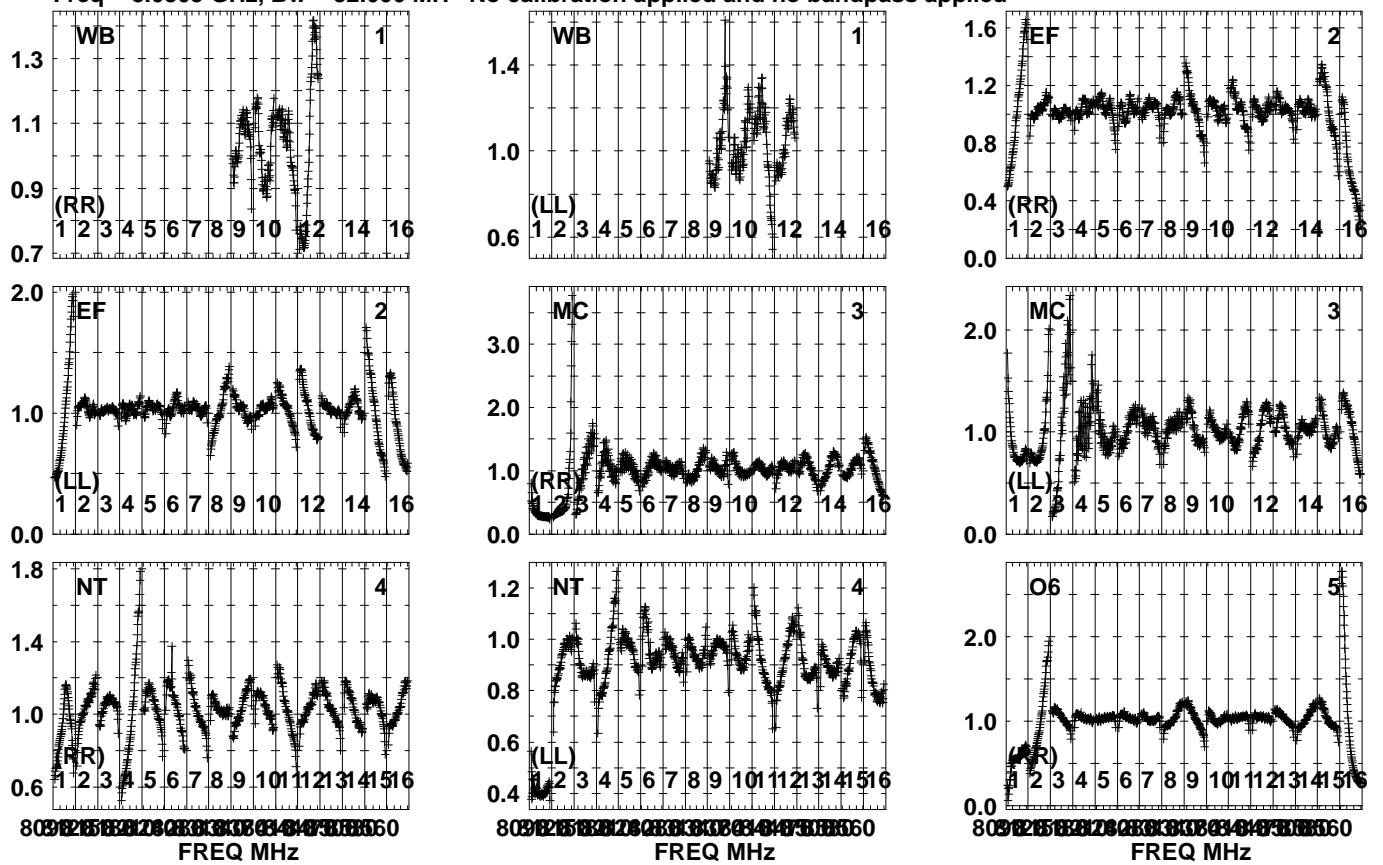 No calibration applied and no bandpass applied
WB 1
1.3
1.1
0.9
0.7
(RR)
1 2 3 4 5 6 7 8 9 10 12 14 16
WB 1
1.4
1.0
0.6
(LL)
1 2 3 4 5 6 7 8 9 10 12 14 16
EF 2
1.6
1.2
0.8
0.4
0.0
(RR)
1 2 3 4 5 6 7 8 9 10 12 14 16
EF 2
2.0
1.0
0.0
(LL)
1 2 3 4 5 6 7 8 9 10 12 14 16
MC 3
3.0
2.0
1.0
0.0
(RR)
1 2 3 4 5 6 7 8 9 10 12 14 16
MC 3
2.0
1.0
0.0
(LL)
1 2 3 4 5 6 7 8 9 10 12 14 16
NT 4
1.8
1.4
1.0
0.6
(RR)
1 2 3 4 5 6 7 8 9 10 11 12 13 14 15 16
NT 4
1.2
1.0
0.8
0.6
0.4
(LL)
1 2 3 4 5 6 7 8 9 10 11 12 13 14 15 16
O6 5
2.0
1.0
0.0
(RR)
1 2 3 4 5 6 7 8 9 10 11 12 13 14 15 16
FREQ MHz
FREQ MHz
FREQ MHz